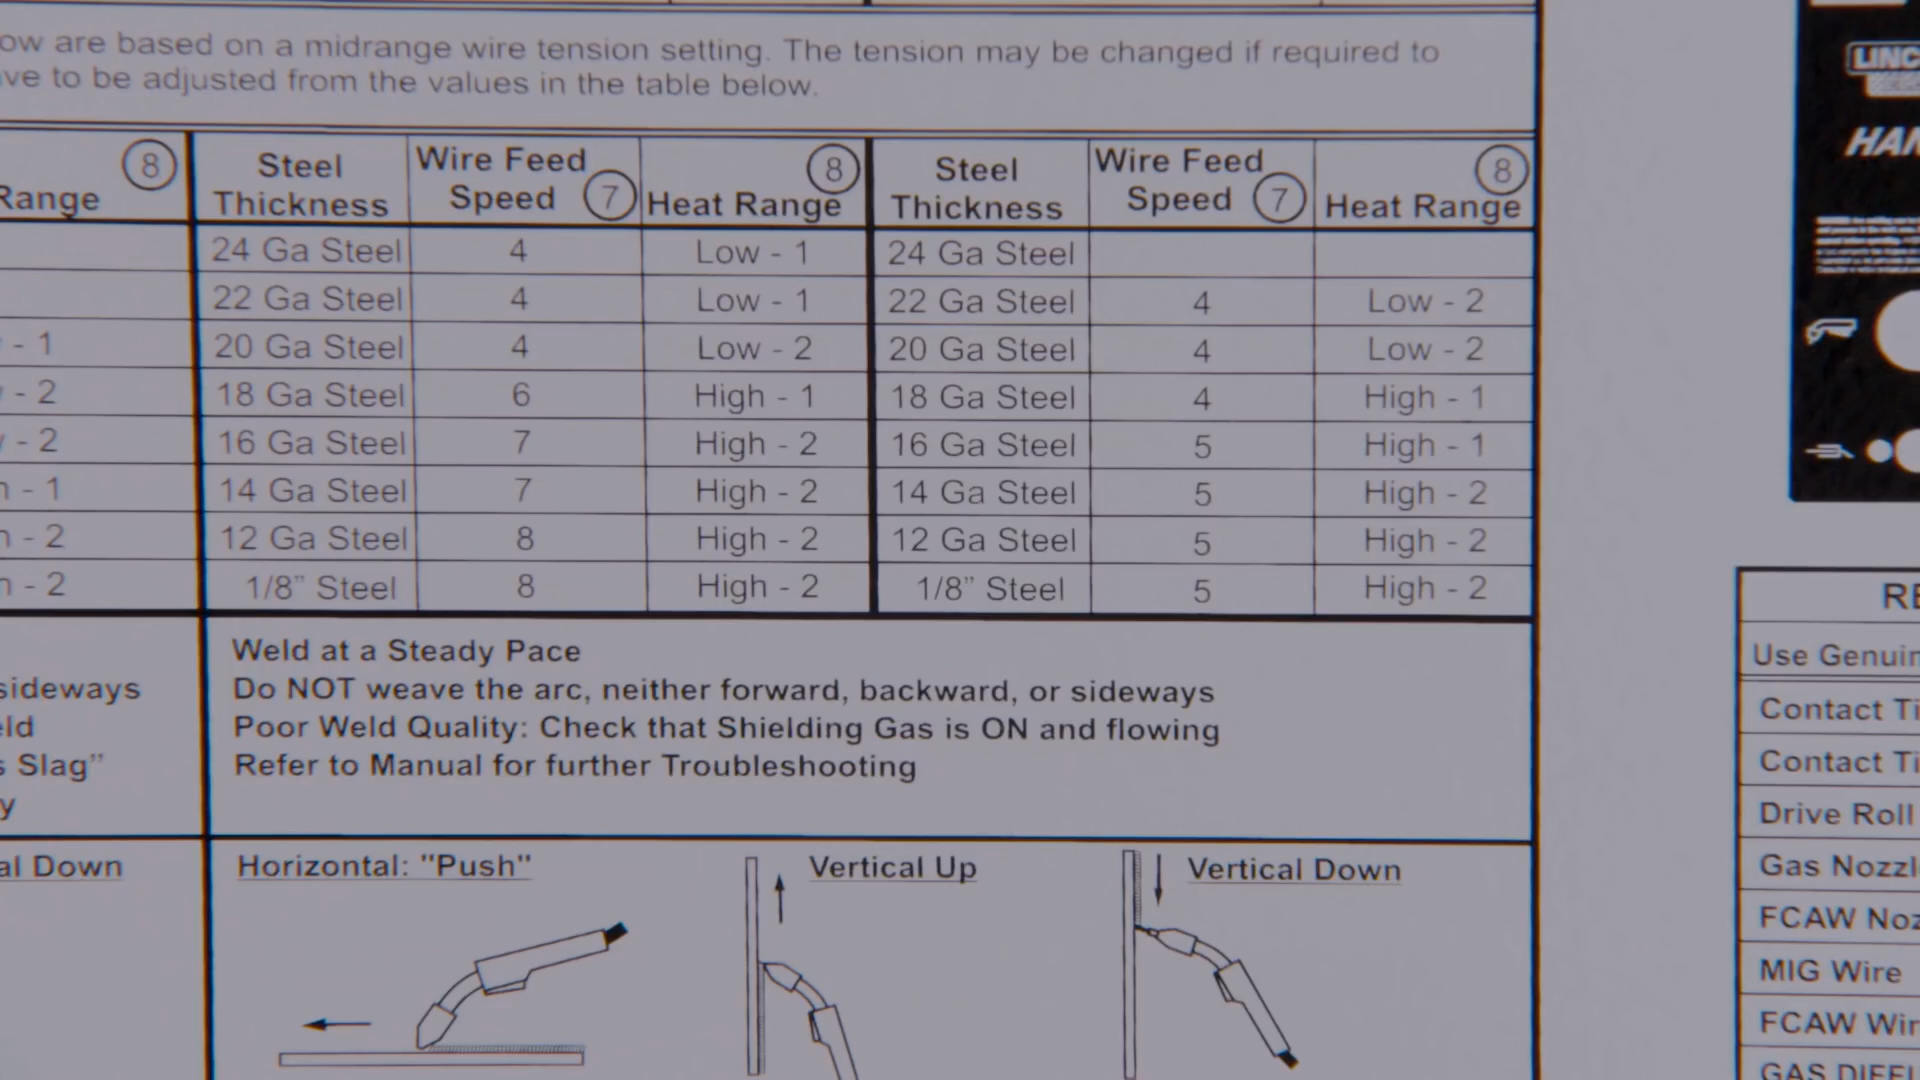 ow are based on a midrange wire tension setting. The tension may be changed if required to
ve to be adjusted from the values in the table below.
Range 8 Steel Thickness Wire Feed Speed 7 Heat Range 8 Steel Thickness Wire Feed Speed 7 Heat Range 8
24 Ga Steel 4 Low - 1 24 Ga Steel
22 Ga Steel 4 Low - 1 22 Ga Steel 4 Low - 2
- 1 20 Ga Steel 4 Low - 2 20 Ga Steel 4 Low - 2
- 2 18 Ga Steel 6 High - 1 18 Ga Steel 4 High - 1
- 2 16 Ga Steel 7 High - 2 16 Ga Steel 5 High - 1
- 1 14 Ga Steel 7 High - 2 14 Ga Steel 5 High - 2
- 2 12 Ga Steel 8 High - 2 12 Ga Steel 5 High - 2
- 2 1/8” Steel 8 High - 2 1/8” Steel 5 High - 2
sideways
eld
s Slag”
y
Weld at a Steady Pace
Do NOT weave the arc, neither forward, backward, or sideways
Poor Weld Quality: Check that Shielding Gas is ON and flowing
Refer to Manual for further Troubleshooting
al Down
Horizontal: "Push"
Vertical Up
Vertical Down
LINC
HAN
RE
Use Genuin
Contact Ti
Contact Ti
Drive Roll
Gas Nozzl
FCAW Noz
MIG Wire
FCAW Wir
GAS DIFFU